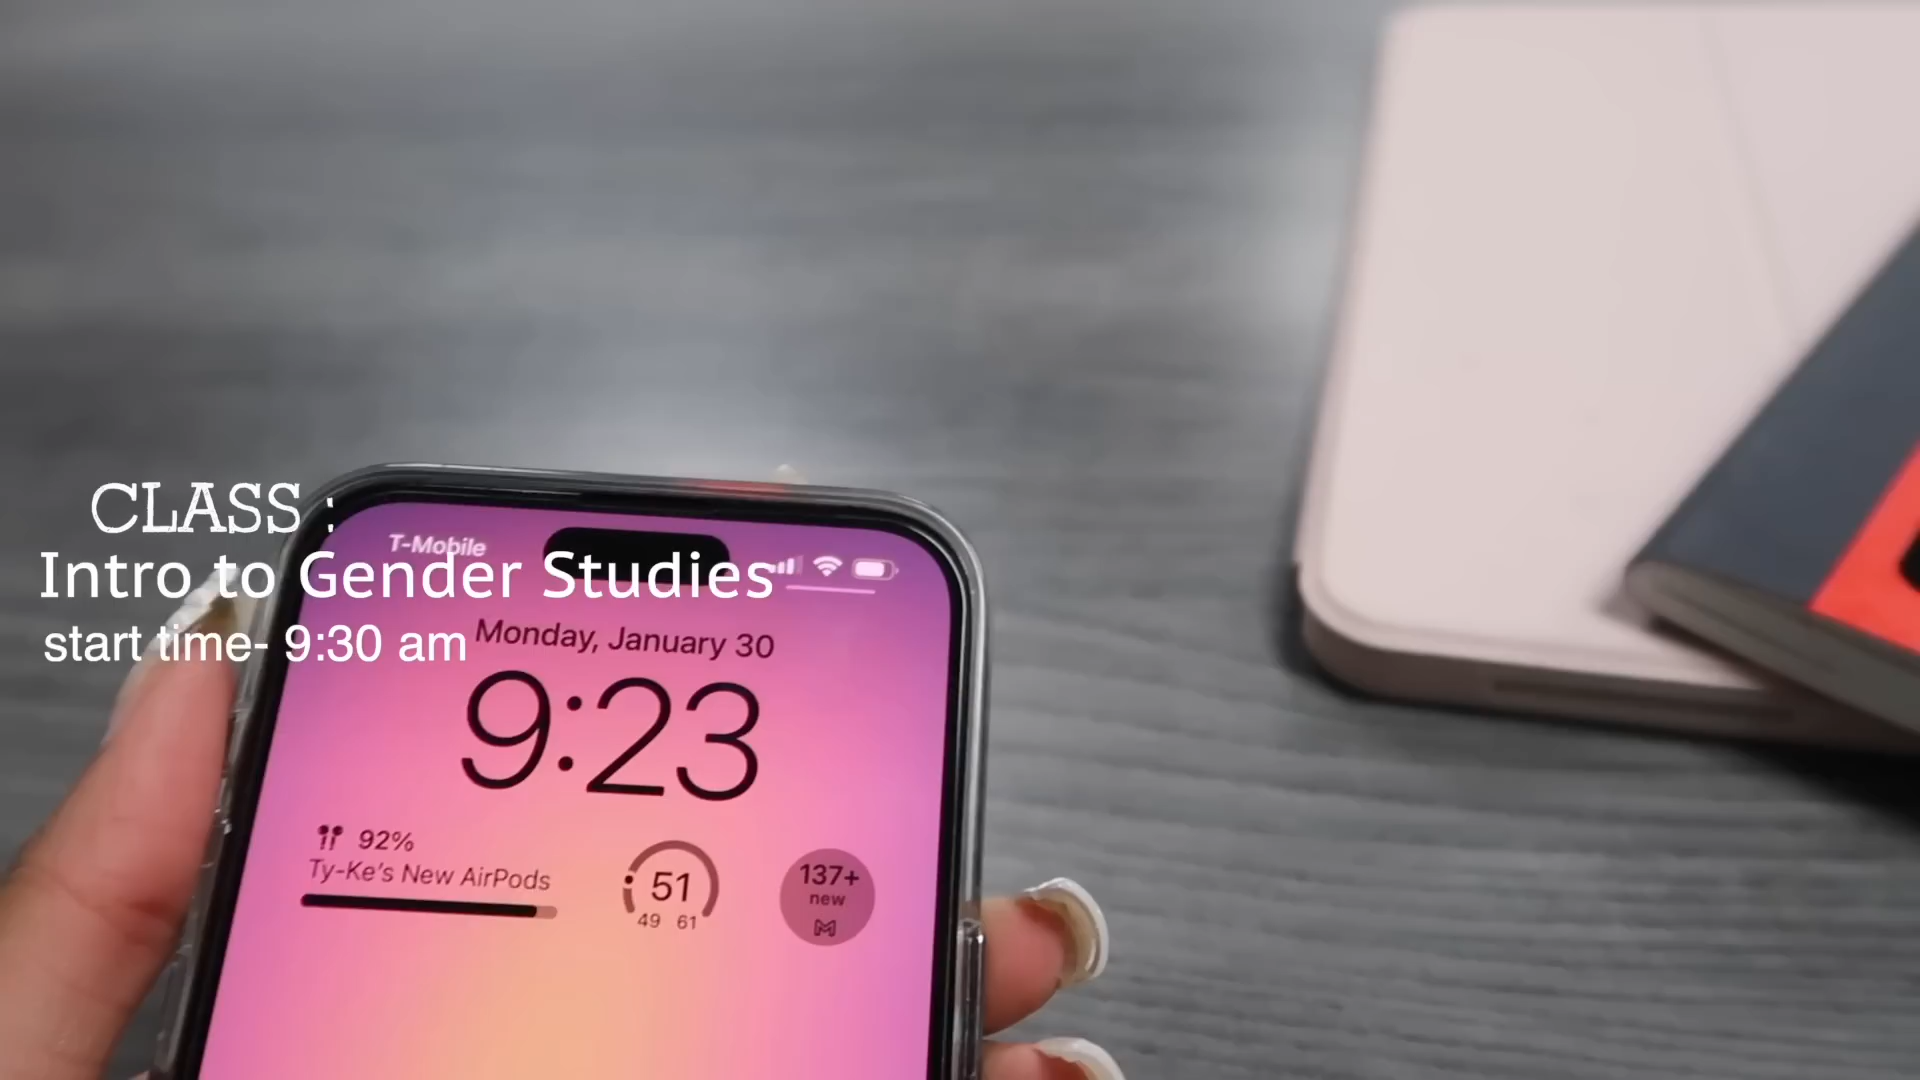 CLASS :
Intro to Gender Studies
start time- 9:30 am
T-Mobile
Monday, January 30
9:23
92%
Ty-Ke's New AirPods
51
49 61
137+
new